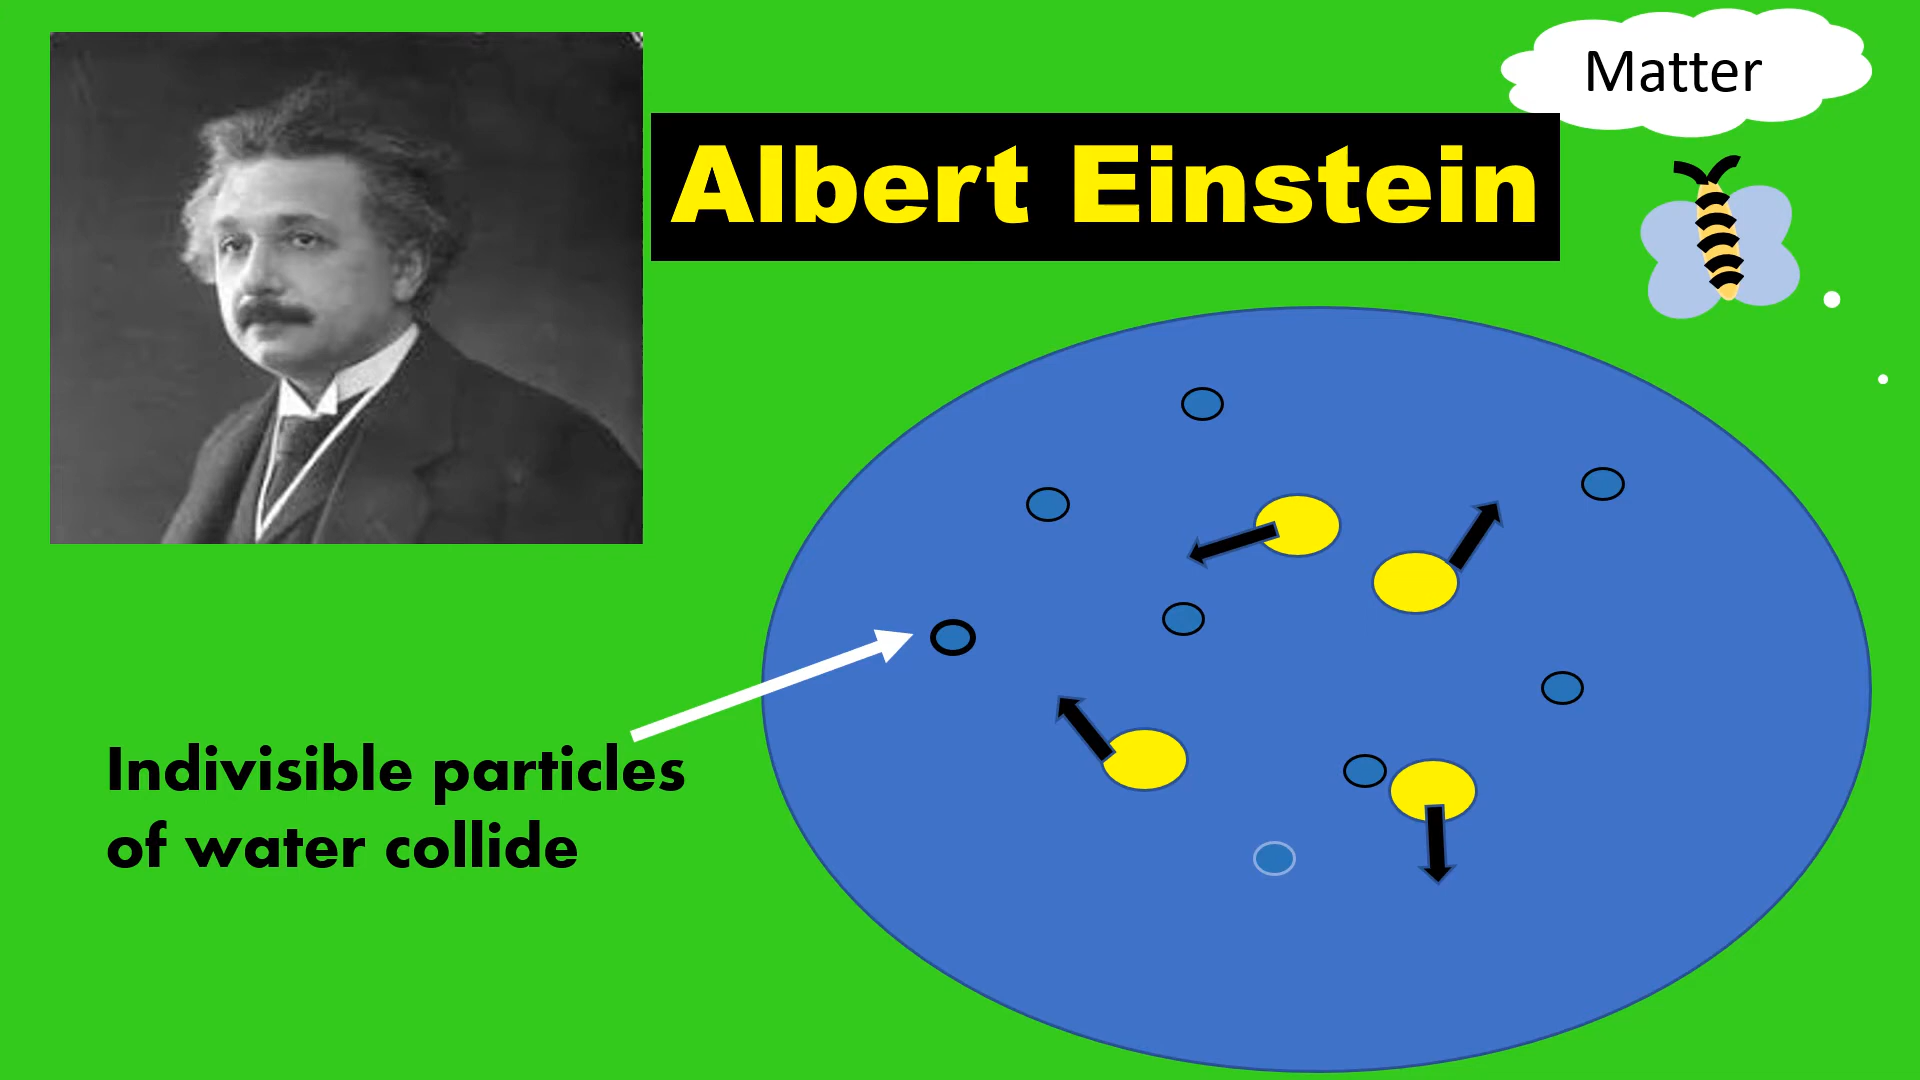 Matter
Albert Einstein
Indivisible particles
of water collide